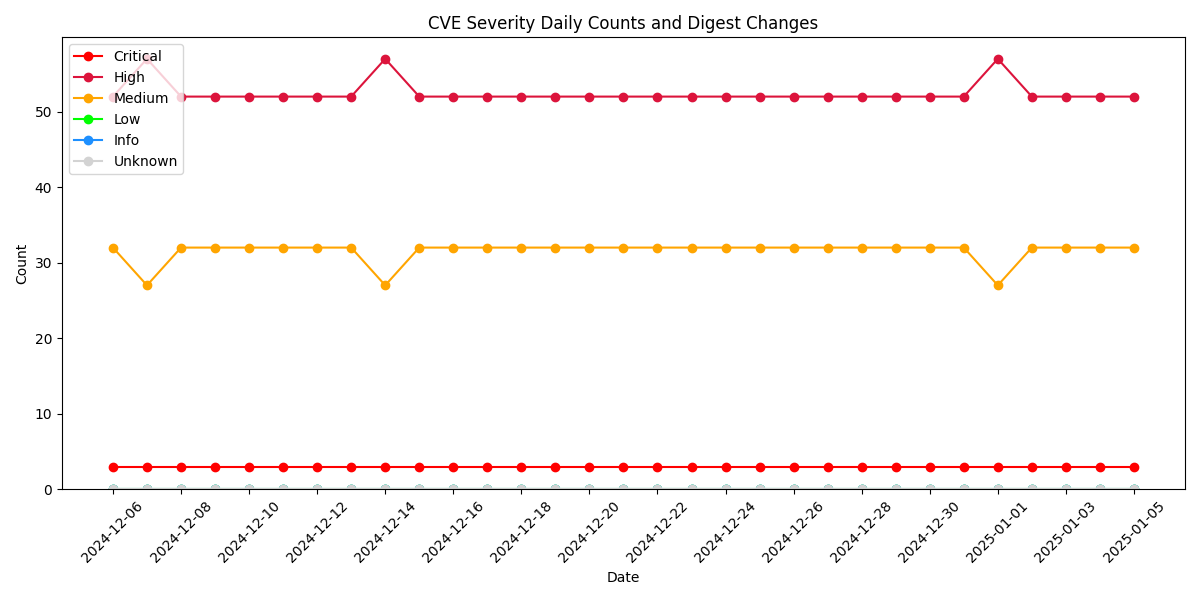 CVE Severity Daily Counts and Digest Changes
Critical
High
Medium
Low
Info
Unknown
Count
50
40
30
20
10
0
2024-12-06
2024-12-08
2024-12-10
2024-12-12
2024-12-14
2024-12-16
2024-12-18
2024-12-20
2024-12-22
2024-12-24
2024-12-26
2024-12-28
2024-12-30
2025-01-01
2025-01-03
2025-01-05
Date